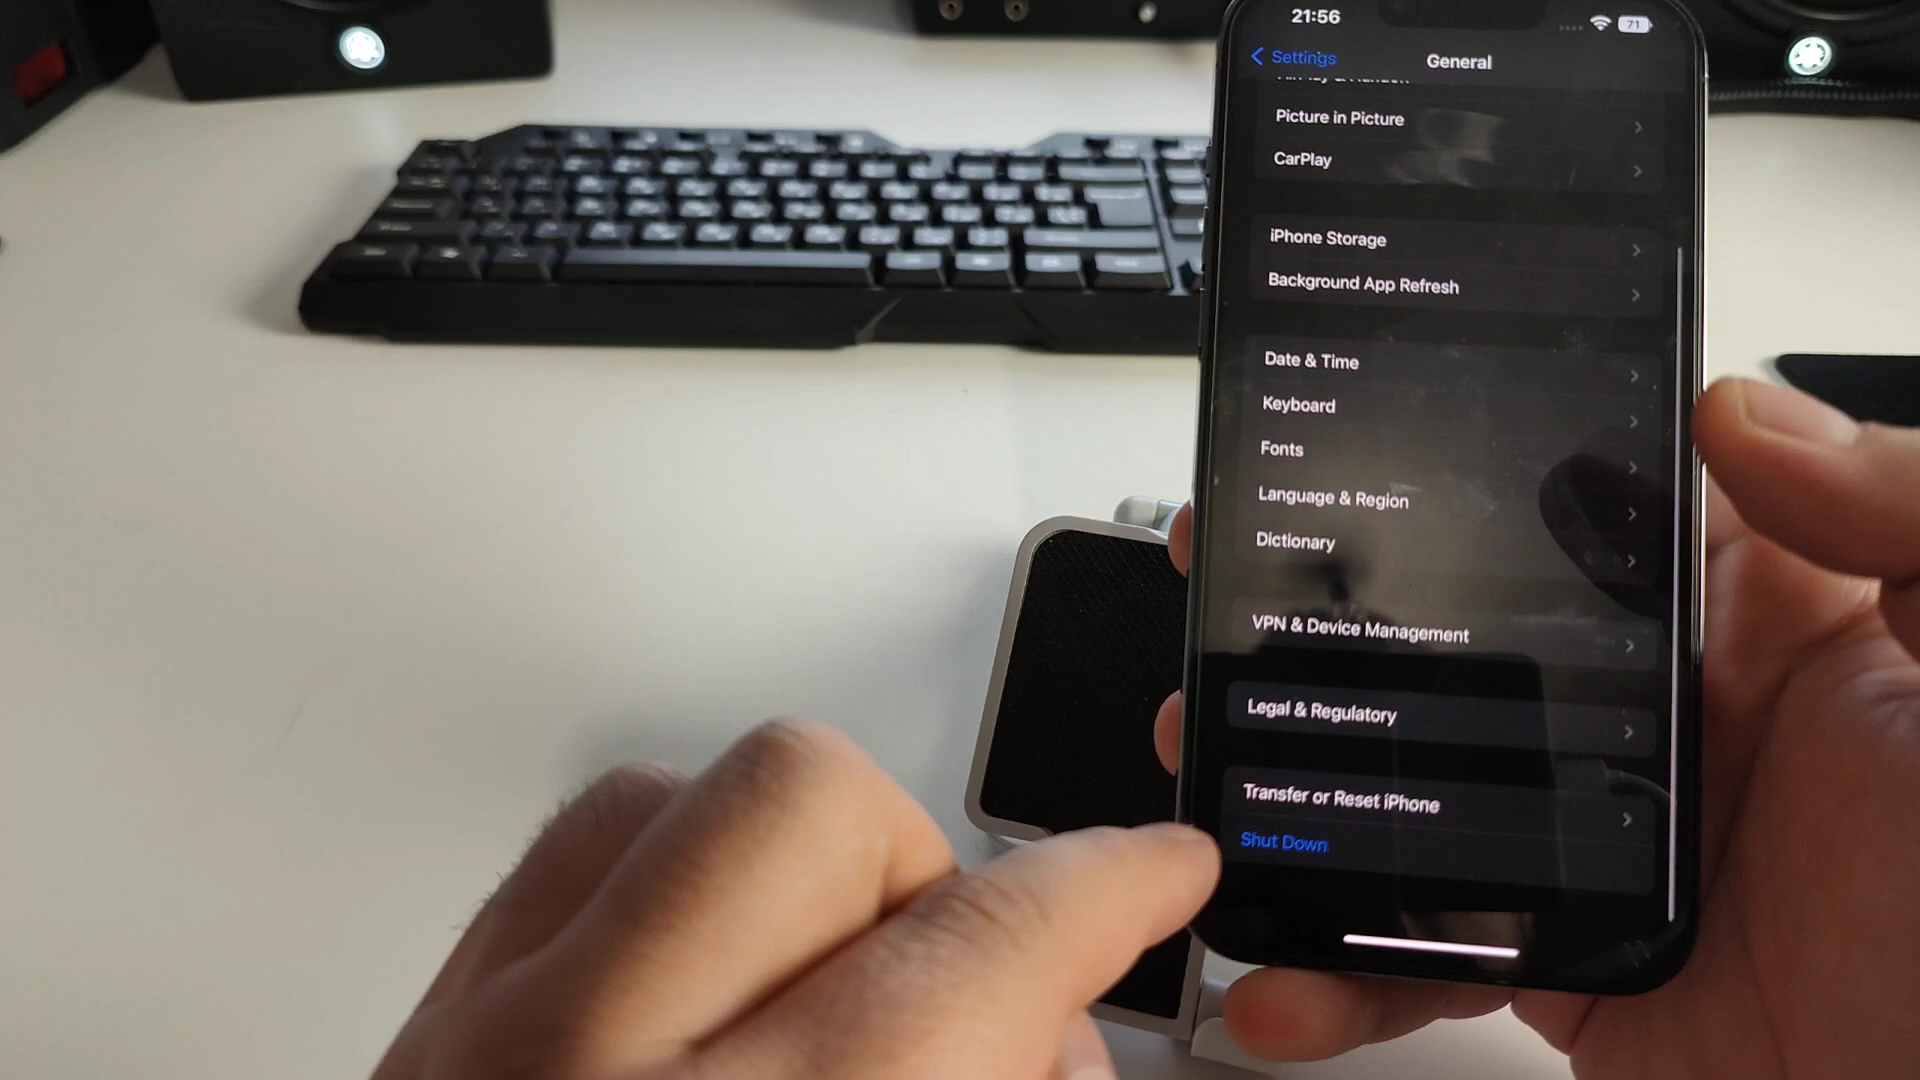 21:56
71
Settings
General
Picture in Picture
CarPlay
iPhone Storage
Background App Refresh
Date & Time
Keyboard
Fonts
Language & Region
Dictionary
VPN & Device Management
Legal & Regulatory
Transfer or Reset iPhone
Shut Down